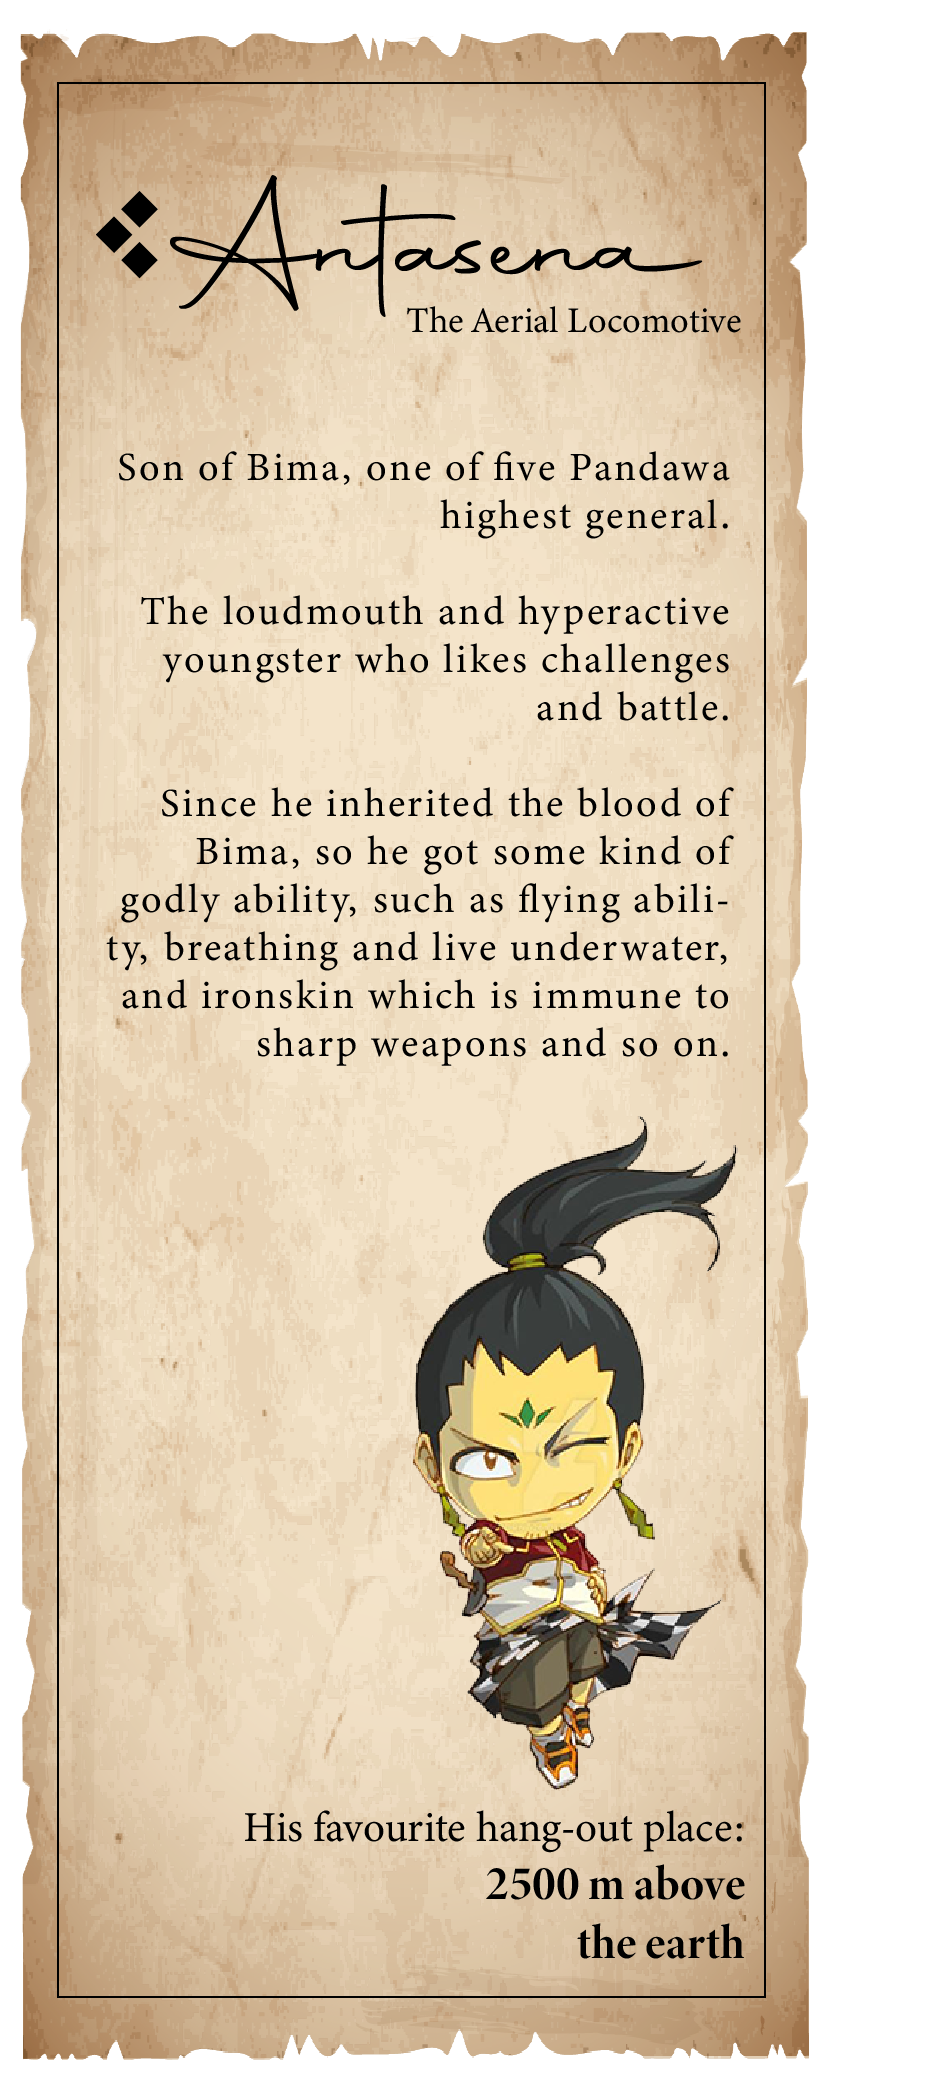 Antasena
The Aerial Locomotive
Son of Bima, one of five Pandawa
highest general.
The loudmouth and hyperactive
youngster who likes challenges
and battle.
Since he inherited the blood of
Bima, so he got some kind of
godly ability, such as flying abili-
ty, breathing and live underwater,
and ironskin which is immune to
sharp weapons and so on.
His favourite hang-out place:
2500 m above
the earth